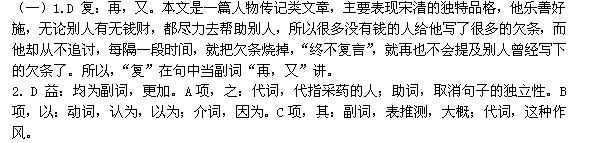 (一) 1.D 复:再，又。本文是一篇人物传记类文章，主要表现宋清的独特品格，他乐善好
施，无论别人有无钱财，都尽力去帮助别人，所以很多没有钱的人给他写了很多的欠条，而
他却从不追讨，每隔一段时间，就把欠条烧掉，“终不复言”，就再也不会提及别人曾经写下
的欠条了。所以，“复”在句中当副词“再，又”讲。
2. D 益：均为副词，更加。A 项，之：代词，代指采药的人；助词，取消句子的独立性。B
项，以：动词，认为，以为；介词，因为。C 项，其：副词，表推测，大概；代词，这种作
风。